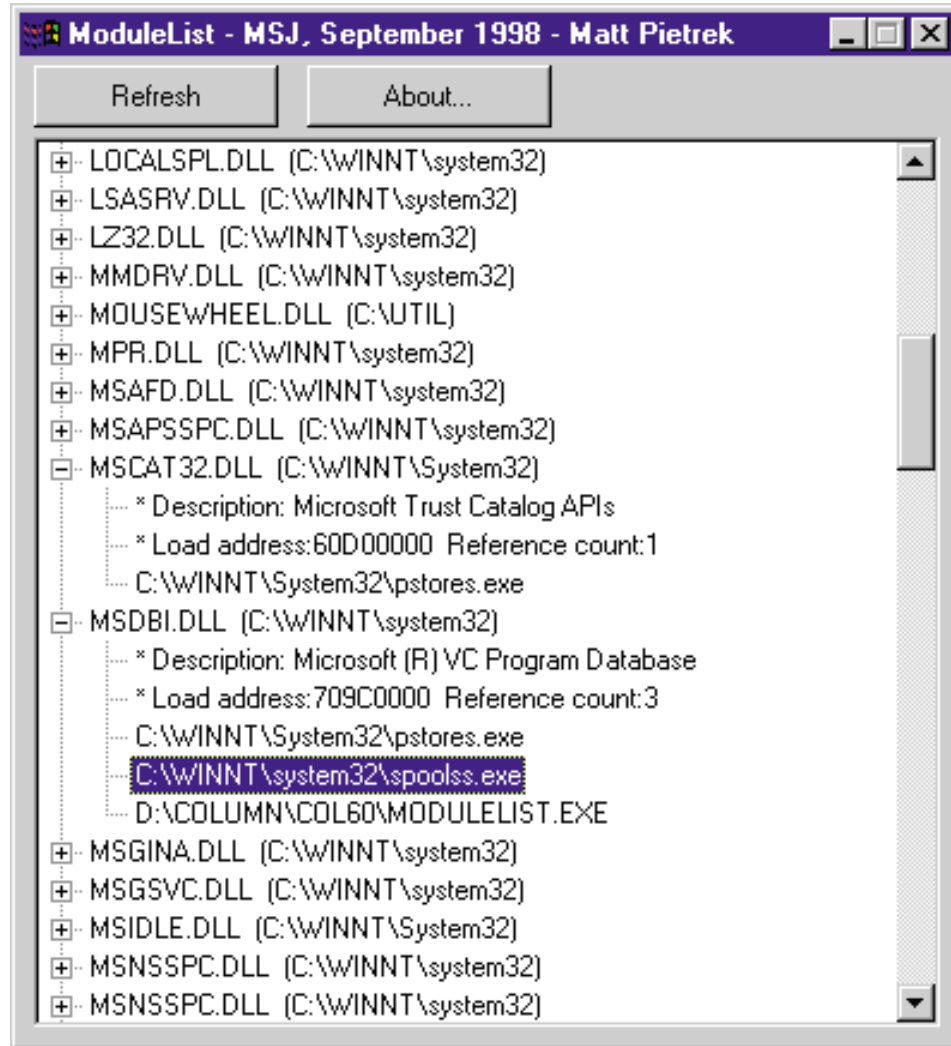 ModuleList - MSJ, September 1998 - Matt Pietrek
Refresh About...
LOCALSPL.DLL (C:\WINNT\system32)
LSASRV.DLL (C:\WINNT\system32)
LZ32.DLL (C:\WINNT\system32)
MMDRV.DLL (C:\WINNT\system32)
MOUSEWHEEL.DLL (C:\UTIL)
MPR.DLL (C:\WINNT\system32)
MSAFD.DLL (C:\WINNT\system32)
MSAPSSPC.DLL (C:\WINNT\system32)
MSCAT32.DLL (C:\WINNT\System32)
* Description: Microsoft Trust Catalog APIs
* Load address:60D00000 Reference count:1
C:\WINNT\System32\pstores.exe
MSDBI.DLL (C:\WINNT\system32)
* Description: Microsoft (R) VC Program Database
* Load address:709C0000 Reference count:3
C:\WINNT\System32\pstores.exe
C:\WINNT\system32\spoolss.exe
D:\COLUMN\COL60\MODULELIST.EXE
MSGINA.DLL (C:\WINNT\system32)
MSGSVC.DLL (C:\WINNT\system32)
MSIDLE.DLL (C:\WINNT\System32)
MSNSSPC.DLL (C:\WINNT\system32)
MSNSSPC.DLL (C:\WINNT\system32)